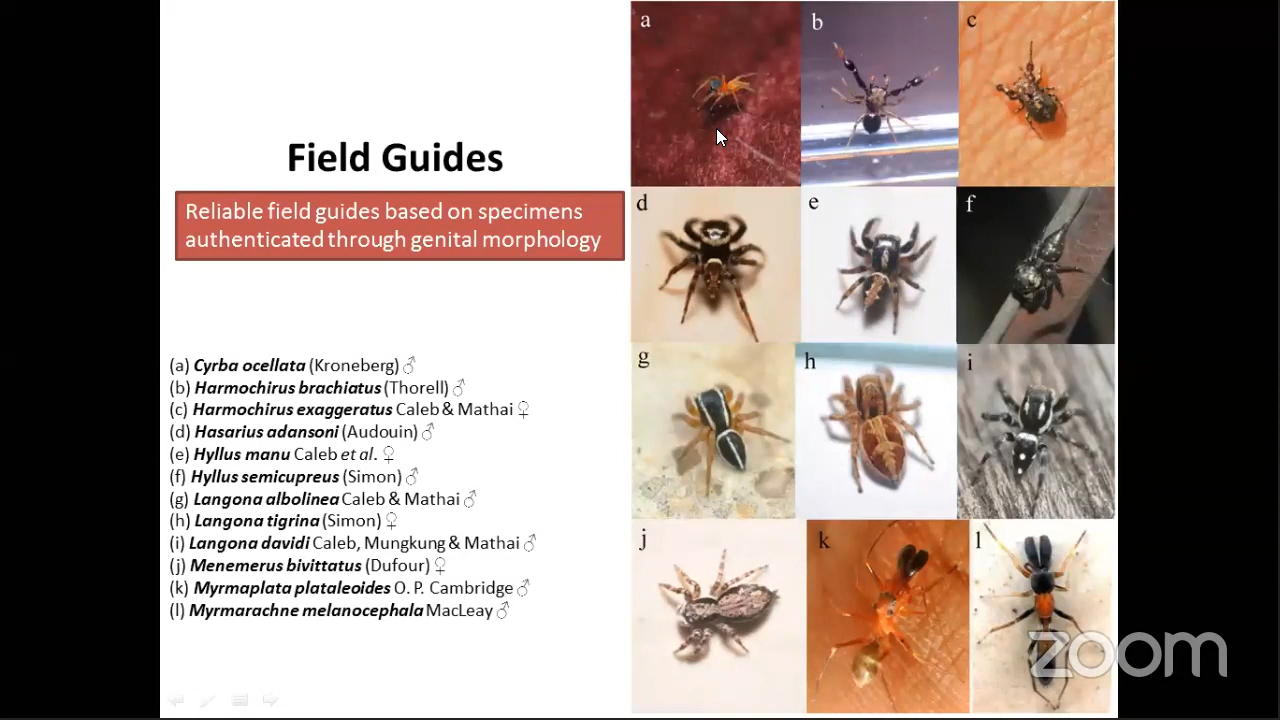 Field Guides
Reliable field guides based on specimens
authenticated through genital morphology
(a) Cyrba ocellata (Kroneberg) ♂
(b) Harmochirus brachiatus (Thorell) ♂
(c) Harmochirus exaggeratus Caleb & Mathai ♀
(d) Hasarius adansoni (Audouin) ♂
(e) Hyllus manu Caleb et al. ♀
(f) Hyllus semicupreus (Simon) ♂
(g) Langona albolinea Caleb & Mathai ♂
(h) Langona tigrina (Simon) ♀
(i) Langona davidi Caleb, Mungkung & Mathai ♂
(j) Menemerus bivittatus (Dufour) ♀
(k) Myrmaplata plataleoides O. P. Cambridge ♂
(l) Myrmarachne melanocephala MacLeay ♂
a
b
c
d
e
f
g
h
i
j
k
l
zoom